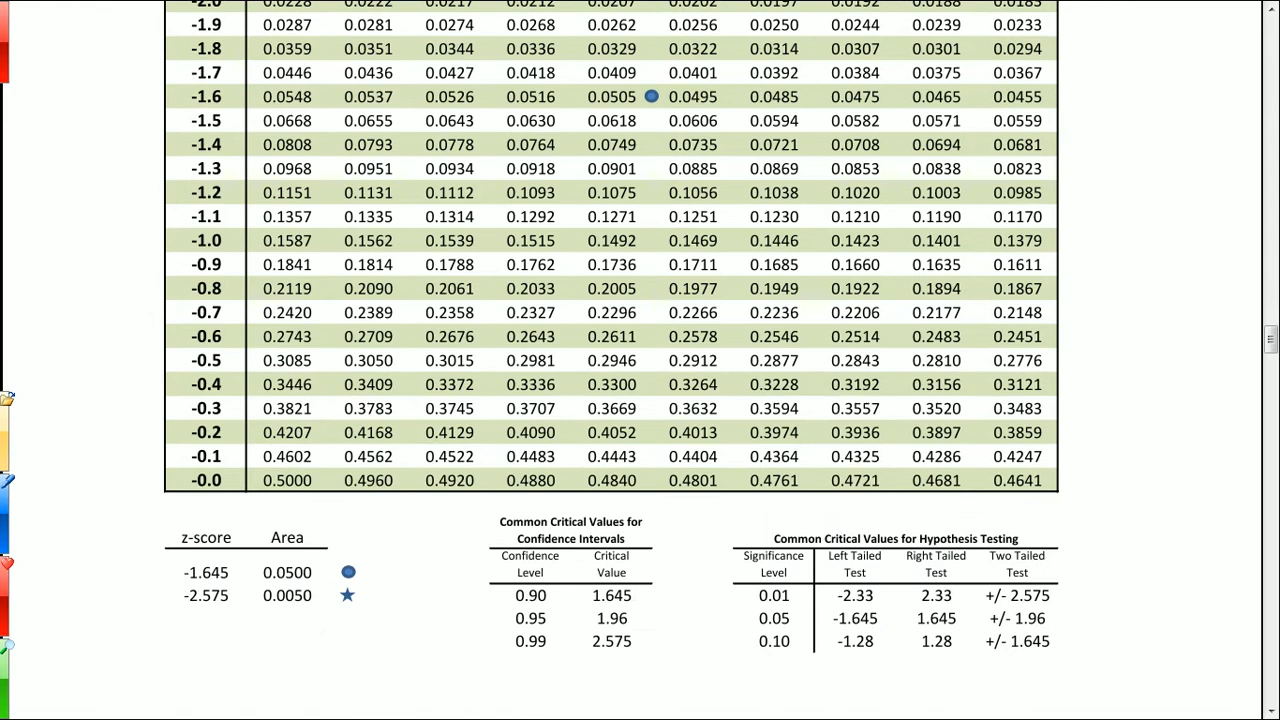 -2.0 0.0228 0.0222 0.0217 0.0212 0.0207 0.0202 0.0197 0.0192 0.0188 0.0183
-1.9 0.0287 0.0281 0.0274 0.0268 0.0262 0.0256 0.0250 0.0244 0.0239 0.0233
-1.8 0.0359 0.0351 0.0344 0.0336 0.0329 0.0322 0.0314 0.0307 0.0301 0.0294
-1.7 0.0446 0.0436 0.0427 0.0418 0.0409 0.0401 0.0392 0.0384 0.0375 0.0367
-1.6 0.0548 0.0537 0.0526 0.0516 0.0505 0.0495 0.0485 0.0475 0.0465 0.0455
-1.5 0.0668 0.0655 0.0643 0.0630 0.0618 0.0606 0.0594 0.0582 0.0571 0.0559
-1.4 0.0808 0.0793 0.0778 0.0764 0.0749 0.0735 0.0721 0.0708 0.0694 0.0681
-1.3 0.0968 0.0951 0.0934 0.0918 0.0901 0.0885 0.0869 0.0853 0.0838 0.0823
-1.2 0.1151 0.1131 0.1112 0.1093 0.1075 0.1056 0.1038 0.1020 0.1003 0.0985
-1.1 0.1357 0.1335 0.1314 0.1292 0.1271 0.1251 0.1230 0.1210 0.1190 0.1170
-1.0 0.1587 0.1562 0.1539 0.1515 0.1492 0.1469 0.1446 0.1423 0.1401 0.1379
-0.9 0.1841 0.1814 0.1788 0.1762 0.1736 0.1711 0.1685 0.1660 0.1635 0.1611
-0.8 0.2119 0.2090 0.2061 0.2033 0.2005 0.1977 0.1949 0.1922 0.1894 0.1867
-0.7 0.2420 0.2389 0.2358 0.2327 0.2296 0.2266 0.2236 0.2206 0.2177 0.2148
-0.6 0.2743 0.2709 0.2676 0.2643 0.2611 0.2578 0.2546 0.2514 0.2483 0.2451
-0.5 0.3085 0.3050 0.3015 0.2981 0.2946 0.2912 0.2877 0.2843 0.2810 0.2776
-0.4 0.3446 0.3409 0.3372 0.3336 0.3300 0.3264 0.3228 0.3192 0.3156 0.3121
-0.3 0.3821 0.3783 0.3745 0.3707 0.3669 0.3632 0.3594 0.3557 0.3520 0.3483
-0.2 0.4207 0.4168 0.4129 0.4090 0.4052 0.4013 0.3974 0.3936 0.3897 0.3859
-0.1 0.4602 0.4562 0.4522 0.4483 0.4443 0.4404 0.4364 0.4325 0.4286 0.4247
-0.0 0.5000 0.4960 0.4920 0.4880 0.4840 0.4801 0.4761 0.4721 0.4681 0.4641
z-score Area
-1.645 0.0500
-2.575 0.0050
Common Critical Values for
Confidence Intervals
Confidence Critical
Level Value
0.90 1.645
0.95 1.96
0.99 2.575
Common Critical Values for Hypothesis Testing
Significance Left Tailed Right Tailed Two Tailed
Level Test Test Test
0.01 -2.33 2.33 +/- 2.575
0.05 -1.645 1.645 +/- 1.96
0.10 -1.28 1.28 +/- 1.645